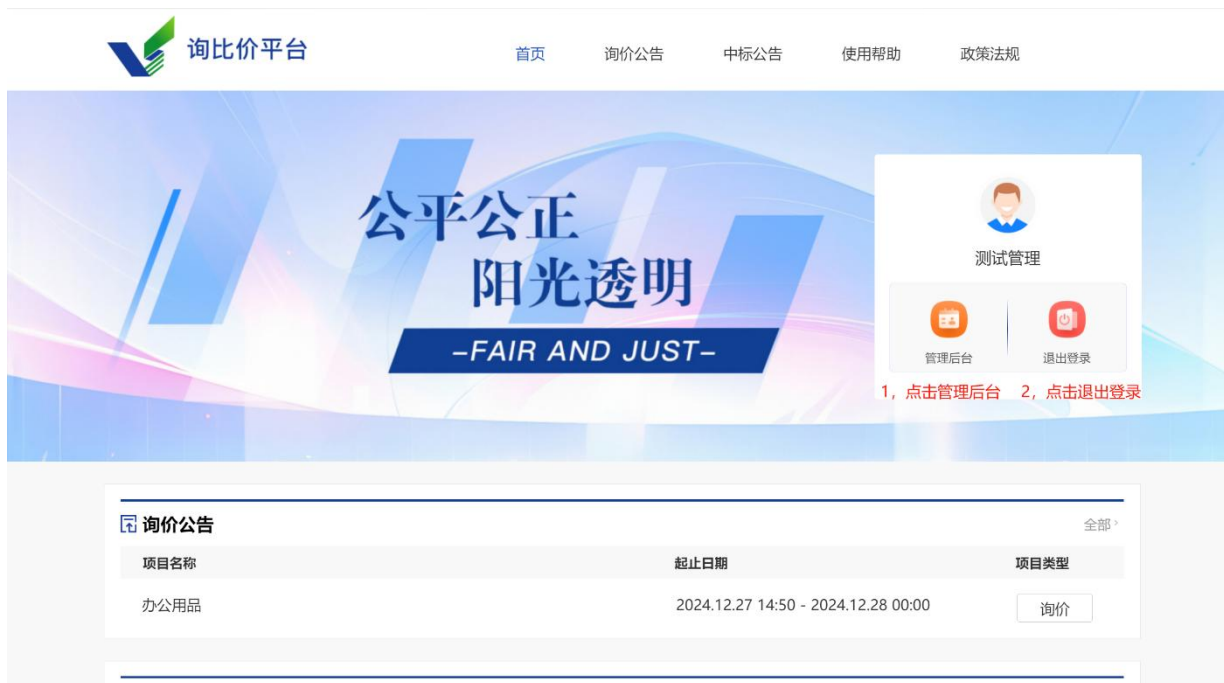 询比价平台
首页 询价公告 中标公告 使用帮助 政策法规
公平公正
阳光透明
–FAIR AND JUST–
测试管理
管理后台 退出登录
1，点击管理后台 2，点击退出登录
询价公告 全部
项目名称 起止日期 项目类型
办公用品 2024.12.27 14:50 - 2024.12.28 00:00 询价